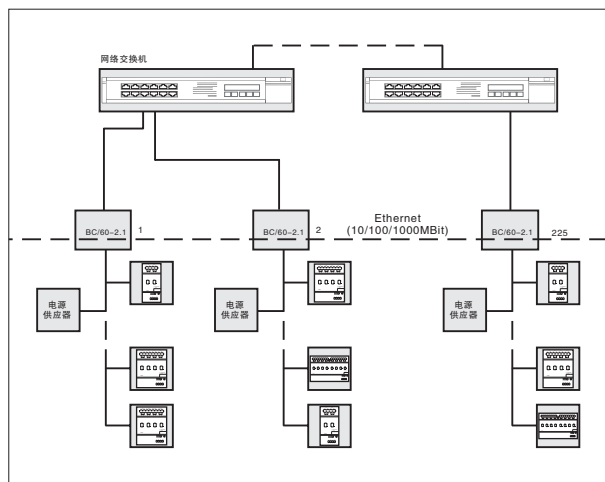 网络交换机
Ethernet
(10/100/1000MBit)
BC/60-2.1
1
BC/60-2.1
2
BC/60-2.1
225
电源
供应器
电源
供应器
电源
供应器